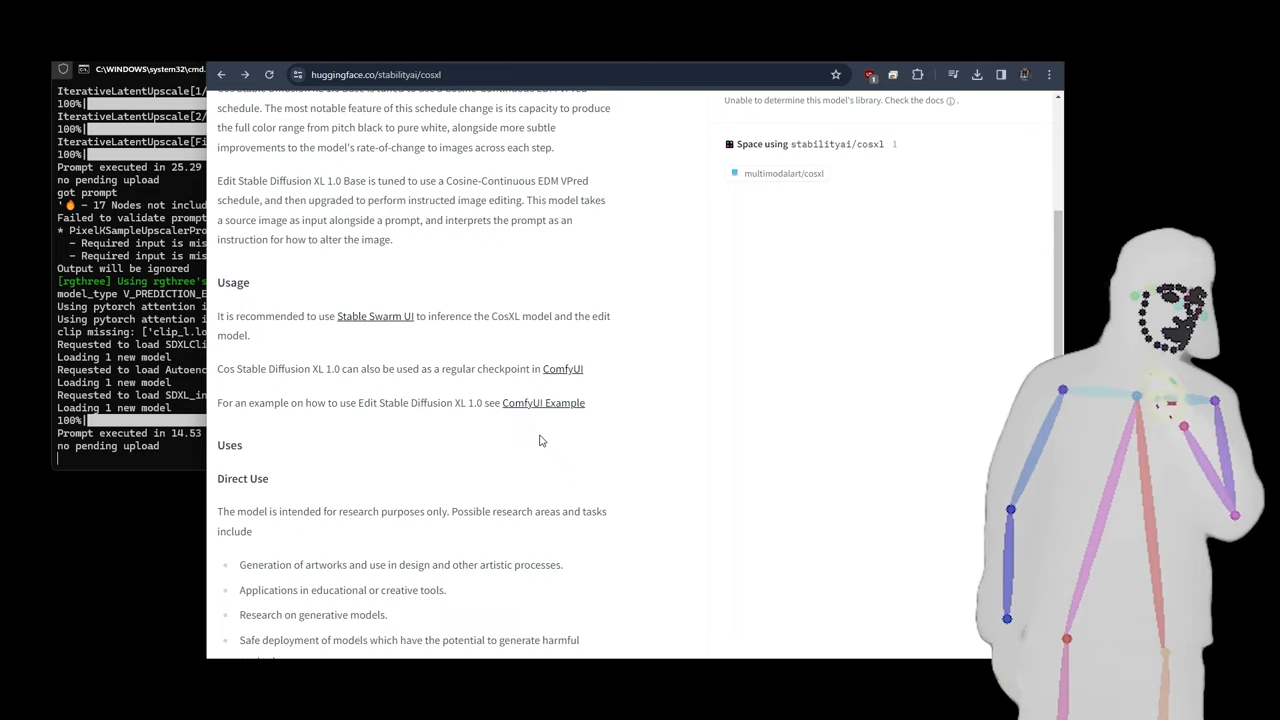 C:\WINDOWS\system32\cmd.
IterativeLatentUpscale[1/
100%|
IterativeLatentUpscale[2/
100%|
IterativeLatentUpscale[Fi
100%|
Prompt executed in 25.29
no pending upload
got prompt
- 17 Nodes not includ
Failed to validate prompt
* PixelKSampleUpscalerPro
- Required input is mis
- Required input is mis
Output will be ignored
[rgthree] Using rgthree's
model_type V_PREDICTION_E
Using pytorch attention i
Using pytorch attention i
clip missing: ['clip_l.lo
Requested to load SDXLCli
Loading 1 new model
Requested to load Autoenc
Loading 1 new model
Requested to load SDXL_in
Loading 1 new model
100%|
Prompt executed in 14.53
no pending upload
huggingface.co/stabilityai/cosxl
schedule. The most notable feature of this schedule change is its capacity to produce
the full color range from pitch black to pure white, alongside more subtle
improvements to the model's rate-of-change to images across each step.
Edit Stable Diffusion XL 1.0 Base is tuned to use a Cosine-Continuous EDM VPred
schedule, and then upgraded to perform instructed image editing. This model takes
a source image as input alongside a prompt, and interprets the prompt as an
instruction for how to alter the image.
Usage
It is recommended to use Stable Swarm UI to inference the CosXL model and the edit
model.
Cos Stable Diffusion XL 1.0 can also be used as a regular checkpoint in ComfyUI
For an example on how to use Edit Stable Diffusion XL 1.0 see ComfyUI Example
Uses
Direct Use
The model is intended for research purposes only. Possible research areas and tasks
include
Generation of artworks and use in design and other artistic processes.
Applications in educational or creative tools.
Research on generative models.
Safe deployment of models which have the potential to generate harmful
Unable to determine this model's library. Check the docs .
Space using stabilityai/cosxl 1
multimodalart/cosxl